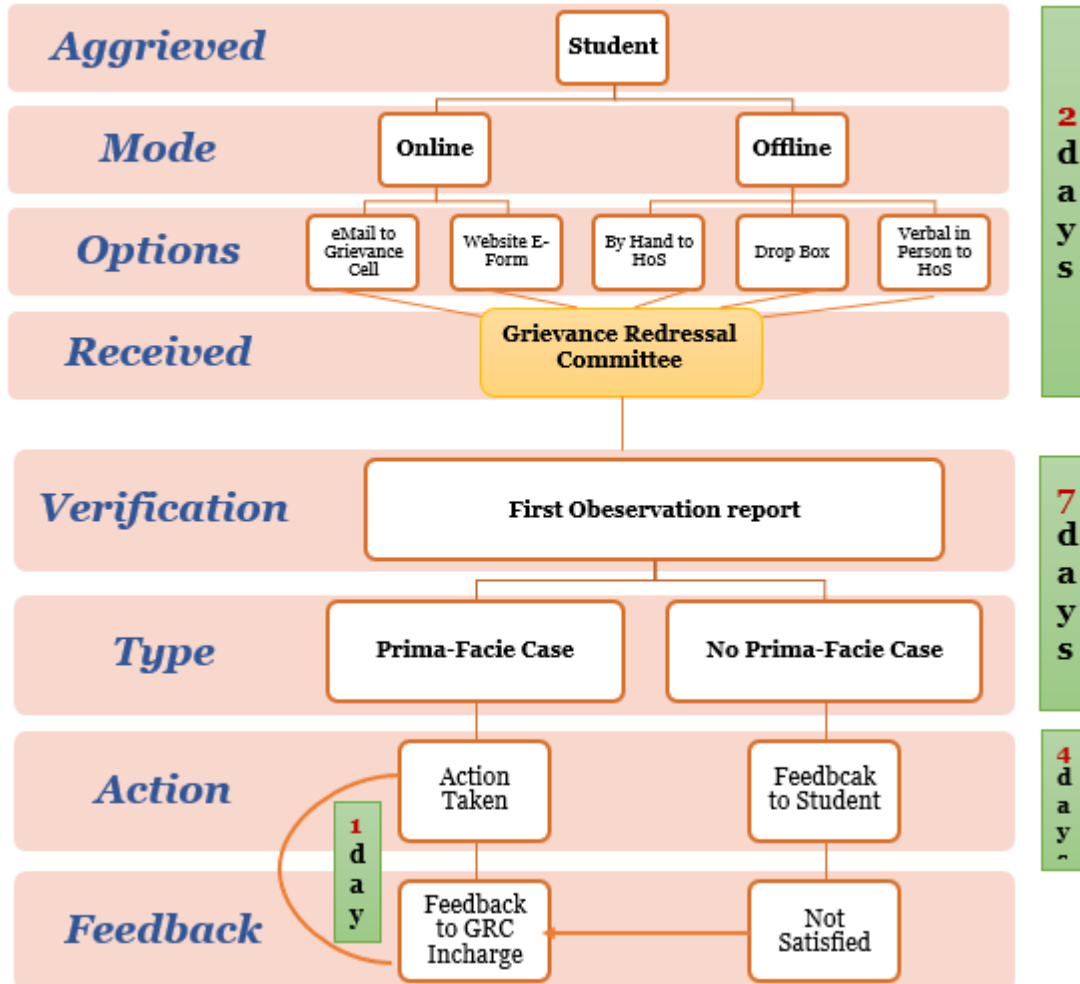 Aggrieved
Student
Mode
Online
Offline
Options
eMail to
Grievance
Cell
Website E-
Form
By Hand to
HoS
Drop Box
Verbal in
Person to
HoS
Received
Grievance Redressal
Committee
2
d
a
y
s
Verification
First Obeservation report
Type
Prima-Facie Case
No Prima-Facie Case
7
d
a
y
s
Action
Action
Taken
Feedbcak
to Student
4
d
a
y
1
d
a
y
Feedback
Feedback
to GRC
Incharge
Not
Satisfied